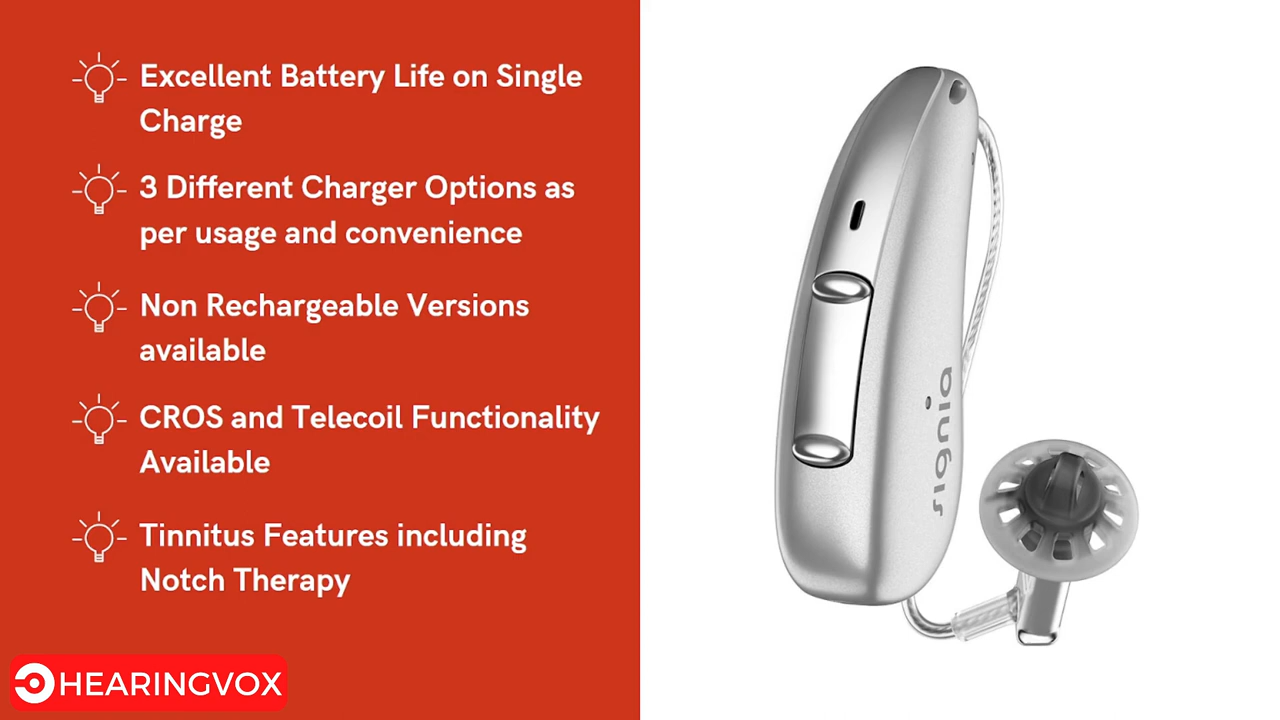 Excellent Battery Life on Single
Charge
3 Different Charger Options as
per usage and convenience
Non Rechargeable Versions
available
CROS and Telecoil Functionality
Available
Tinnitus Features including
Notch Therapy
HEARINGVOX
signia